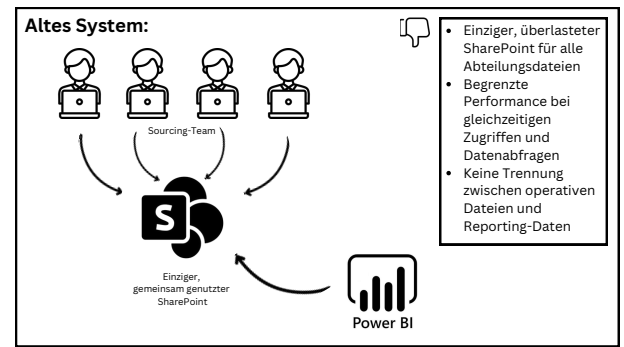 Altes System:
Sourcing-Team
S
Einziger,
gemeinsam genutzter
SharePoint
Power BI
• Einziger, überlasteter
SharePoint für alle
Abteilungsdateien
• Begrenzte
Performance bei
gleichzeitigen
Zugriffen und
Datenabfragen
• Keine Trennung
zwischen operativen
Dateien und
Reporting-Daten